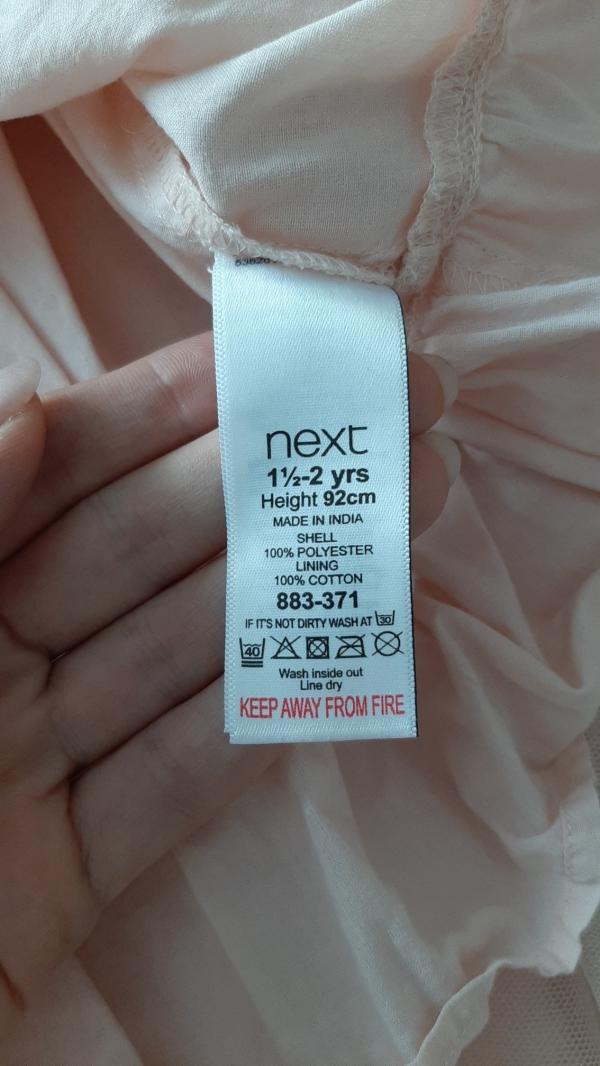 next
1½-2 yrs
Height 92cm
MADE IN INDIA
SHELL
100% POLYESTER
LINING
100% COTTON
883-371
IF IT'S NOT DIRTY WASH AT 30
40
Wash inside out
Line dry
KEEP AWAY FROM FIRE